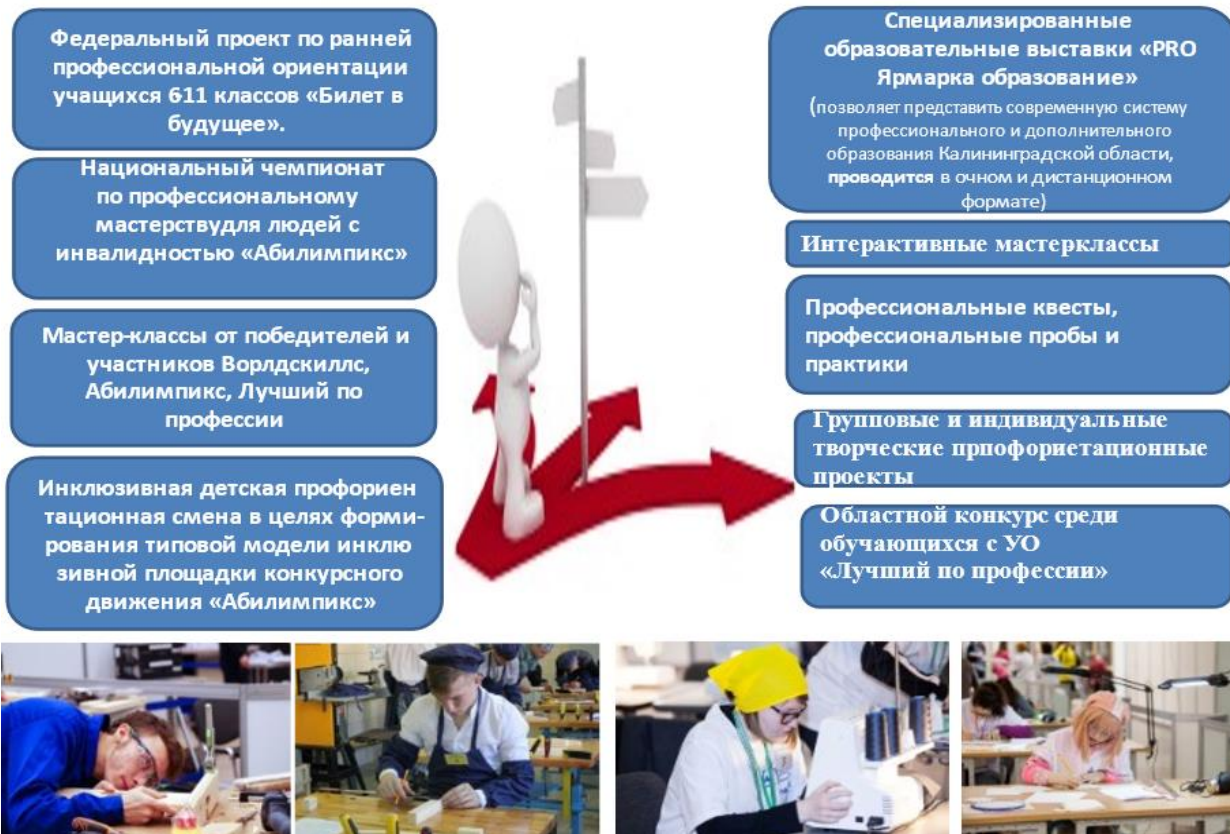 Федеральный проект по ранней
профессиональной ориентации
учащихся 611 классов «Билет в
будущее».
Национальный чемпионат
по профессиональному
мастерствудля людей с
инвалидностью «Абилимпикс»
Мастер-классы от победителей и
участников Ворлдскиллс,
Абилимпикс, Лучший по
профессии
Инклюзивная детская профориен
тационная смена в целях форми-
рования типовой модели инклю
зивной площадки конкурсного
движения «Абилимпикс»
Специализированные
образовательные выставки «PRO
Ярмарка образование»
(позволяет представить современную систему
профессионального и дополнительного
образования Калининградской области,
проводится в очном и дистанционном
формате)
Интерактивные мастерклассы
Профессиональные квесты,
профессиональные пробы и
практики
Групповые и индивидуальные
творческие прпофориетационные
проекты
Областной конкурс среди
обучающихся с УО
«Лучший по профессии»